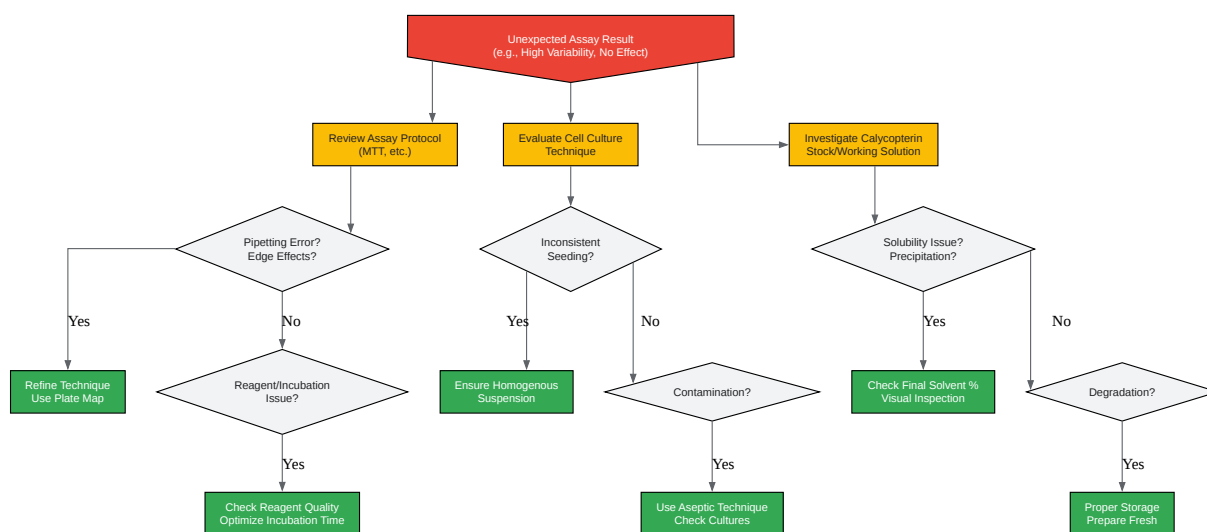 Unexpected Assay Result
(e.g., High Variability, No Effect)
Review Assay Protocol
(MTT, etc.)
Evaluate Cell Culture
Technique
Investigate Calycopterin
Stock/Working Solution
Pipetting Error?
Edge Effects?
Inconsistent
Seeding?
Solubility Issue?
Precipitation?
Yes
No
Yes
No
Yes
No
Refine Technique
Use Plate Map
Reagent/Incubation
Issue?
Ensure Homogenous
Suspension
Contamination?
Check Final Solvent %
Visual Inspection
Degradation?
Yes
Yes
Yes
Check Reagent Quality
Optimize Incubation Time
Use Aseptic Technique
Check Cultures
Proper Storage
Prepare Fresh